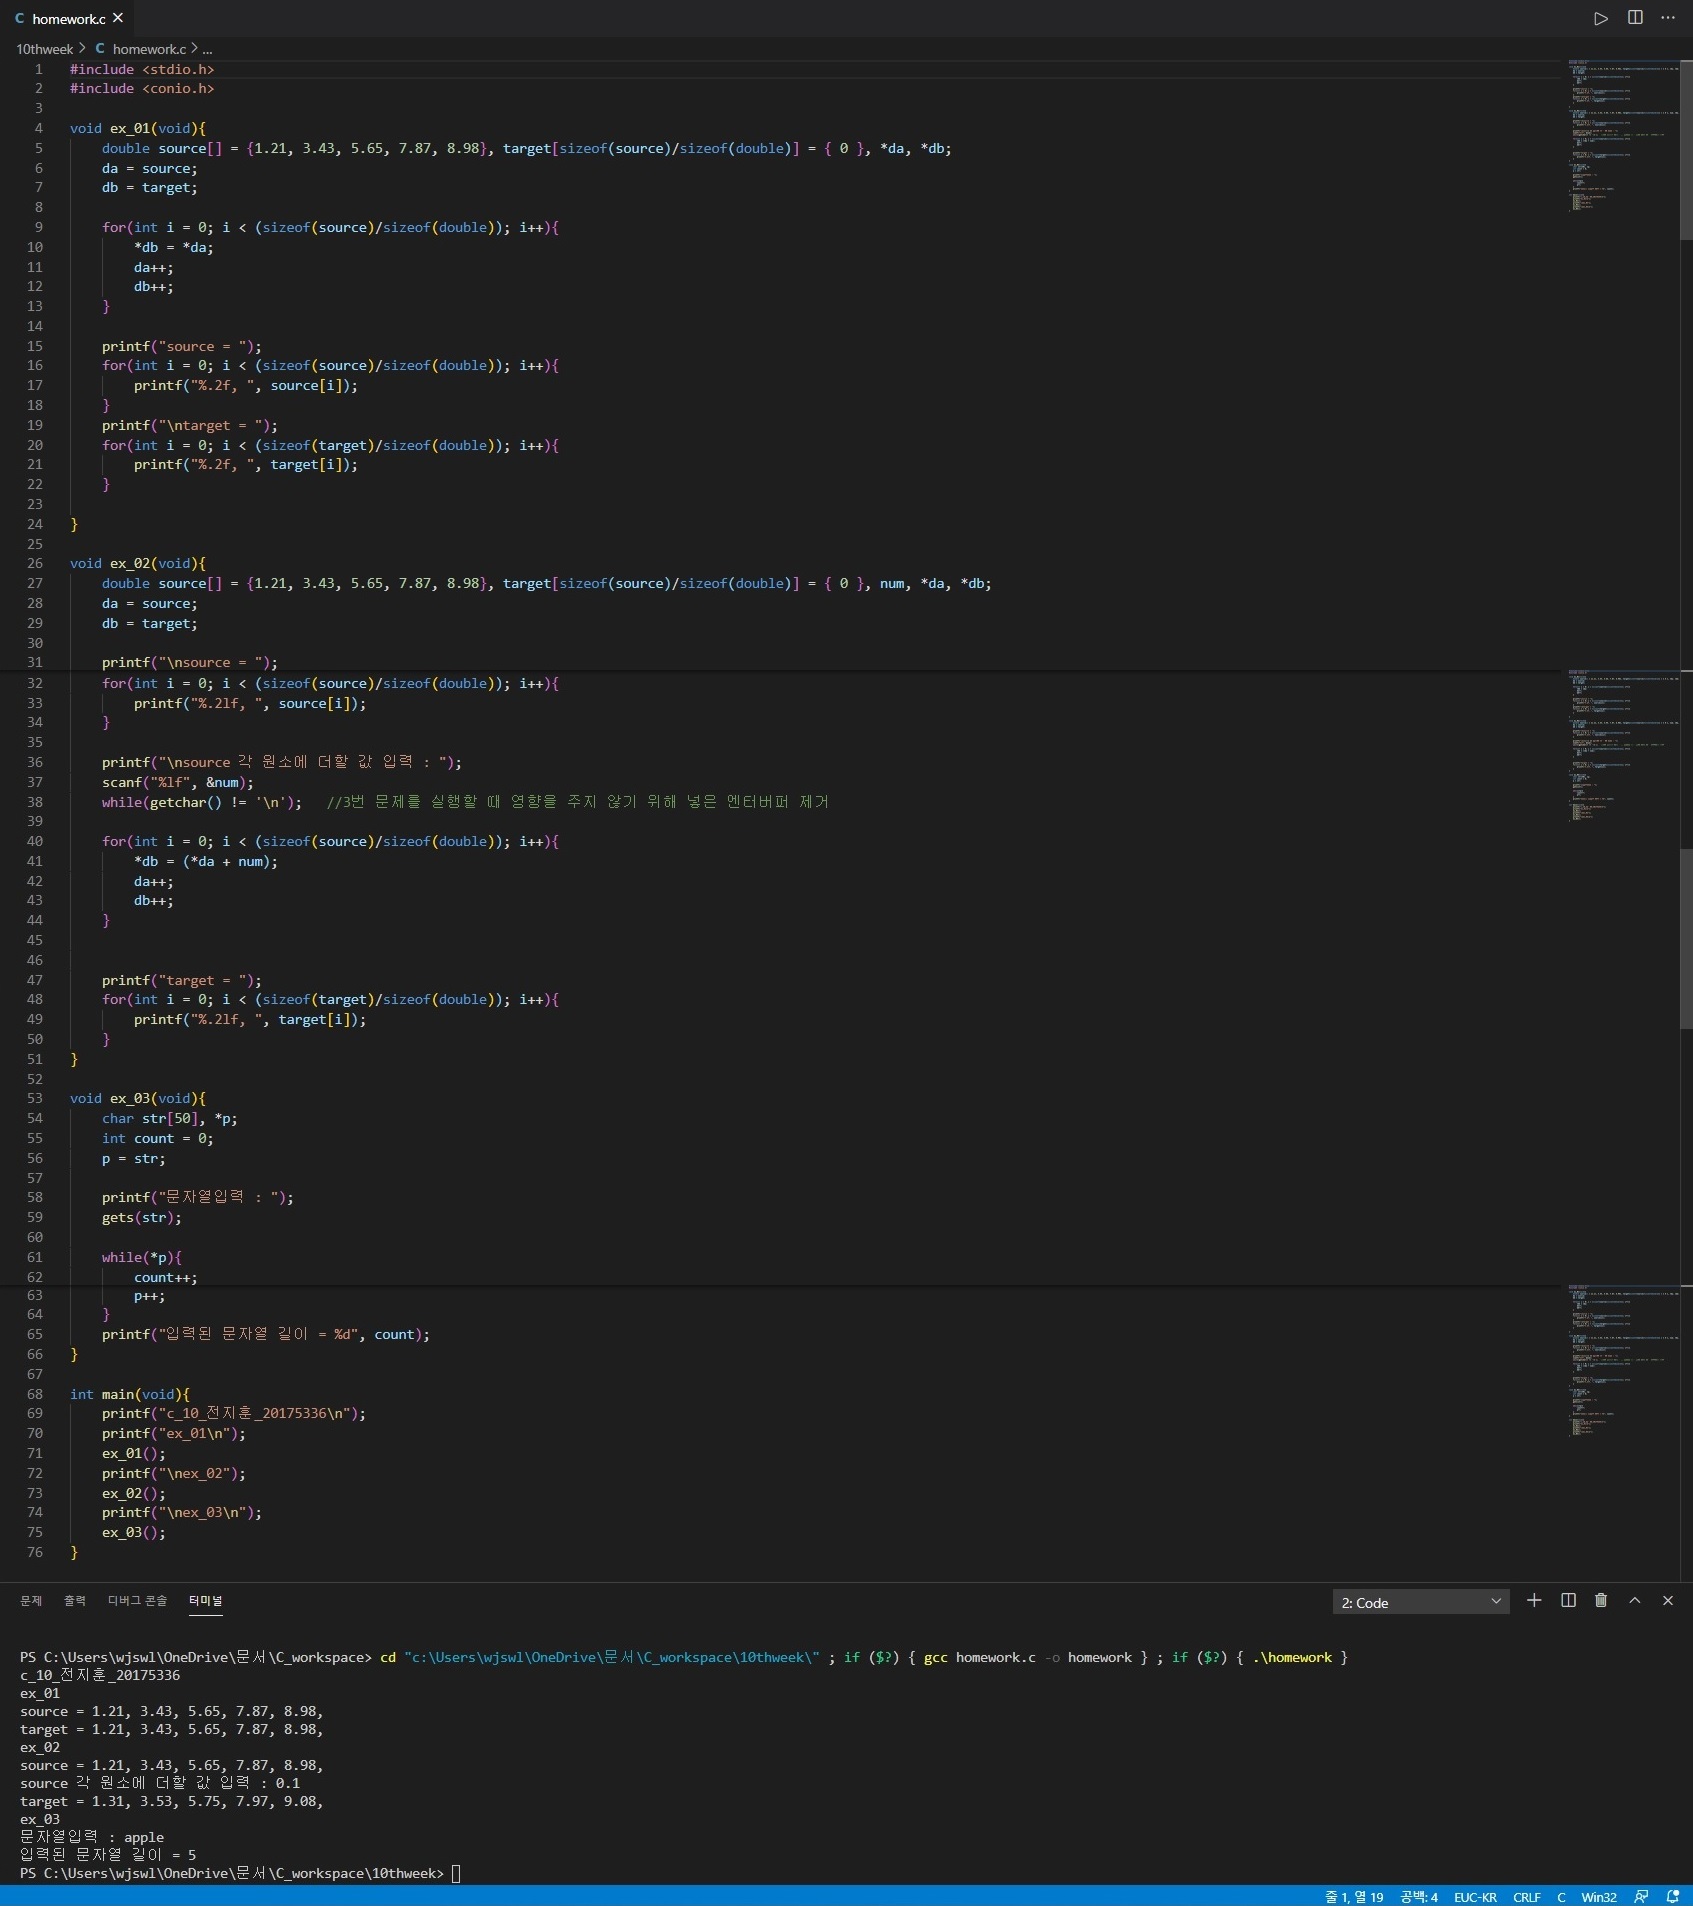 C homework.c ×
10thweek > C homework.c > ...
1 #include <stdio.h>
2 #include <conio.h>
3
4 void ex_01(void){
5     double source[] = {1.21, 3.43, 5.65, 7.87, 8.98}, target[sizeof(source)/sizeof(double)] = { 0 }, *da, *db;
6     da = source;
7     db = target;
8
9     for(int i = 0; i < (sizeof(source)/sizeof(double)); i++){
10         *db = *da;
11         da++;
12         db++;
13     }
14
15     printf("source = ");
16     for(int i = 0; i < (sizeof(source)/sizeof(double)); i++){
17         printf("%.2f, ", source[i]);
18     }
19     printf("\ntarget = ");
20     for(int i = 0; i < (sizeof(target)/sizeof(double)); i++){
21         printf("%.2f, ", target[i]);
22     }
23
24 }
25
26 void ex_02(void){
27     double source[] = {1.21, 3.43, 5.65, 7.87, 8.98}, target[sizeof(source)/sizeof(double)] = { 0 }, num, *da, *db;
28     da = source;
29     db = target;
30
31     printf("\nsource = ");
32     for(int i = 0; i < (sizeof(source)/sizeof(double)); i++){
33         printf("%.2lf, ", source[i]);
34     }
35
36     printf("\nsource 각 원소에 더할 값 입력 : ");
37     scanf("%lf", &num);
38     while(getchar() != '\n');   //3번 문제를 실행할 때 영향을 주지 않기 위해 넣은 엔터버퍼 제거
39
40     for(int i = 0; i < (sizeof(source)/sizeof(double)); i++){
41         *db = (*da + num);
42         da++;
43         db++;
44     }
45
46
47     printf("target = ");
48     for(int i = 0; i < (sizeof(target)/sizeof(double)); i++){
49         printf("%.2lf, ", target[i]);
50     }
51 }
52
53 void ex_03(void){
54     char str[50], *p;
55     int count = 0;
56     p = str;
57
58     printf("문자열입력 : ");
59     gets(str);
60
61     while(*p){
62         count++;
63         p++;
64     }
65     printf("입력된 문자열 길이 = %d", count);
66 }
67
68 int main(void){
69     printf("c_10_전지훈_20175336\n");
70     printf("ex_01\n");
71     ex_01();
72     printf("\nex_02");
73     ex_02();
74     printf("\nex_03\n");
75     ex_03();
76 }
문제 출력 디버그 콘솔 터미널 2: Code
PS C:\Users\wjswl\OneDrive\문서\C_workspace> cd "c:\Users\wjswl\OneDrive\문서\C_workspace\10thweek\" ; if ($?) { gcc homework.c -o homework } ; if ($?) { .\homework }
c_10_전지훈_20175336
ex_01
source = 1.21, 3.43, 5.65, 7.87, 8.98,
target = 1.21, 3.43, 5.65, 7.87, 8.98,
ex_02
source = 1.21, 3.43, 5.65, 7.87, 8.98,
source 각 원소에 더할 값 입력 : 0.1
target = 1.31, 3.53, 5.75, 7.97, 9.08,
ex_03
문자열입력 : apple
입력된 문자열 길이 = 5
PS C:\Users\wjswl\OneDrive\문서\C_workspace\10thweek>
줄 1, 열 19 공백: 4 EUC-KR CRLF C Win32